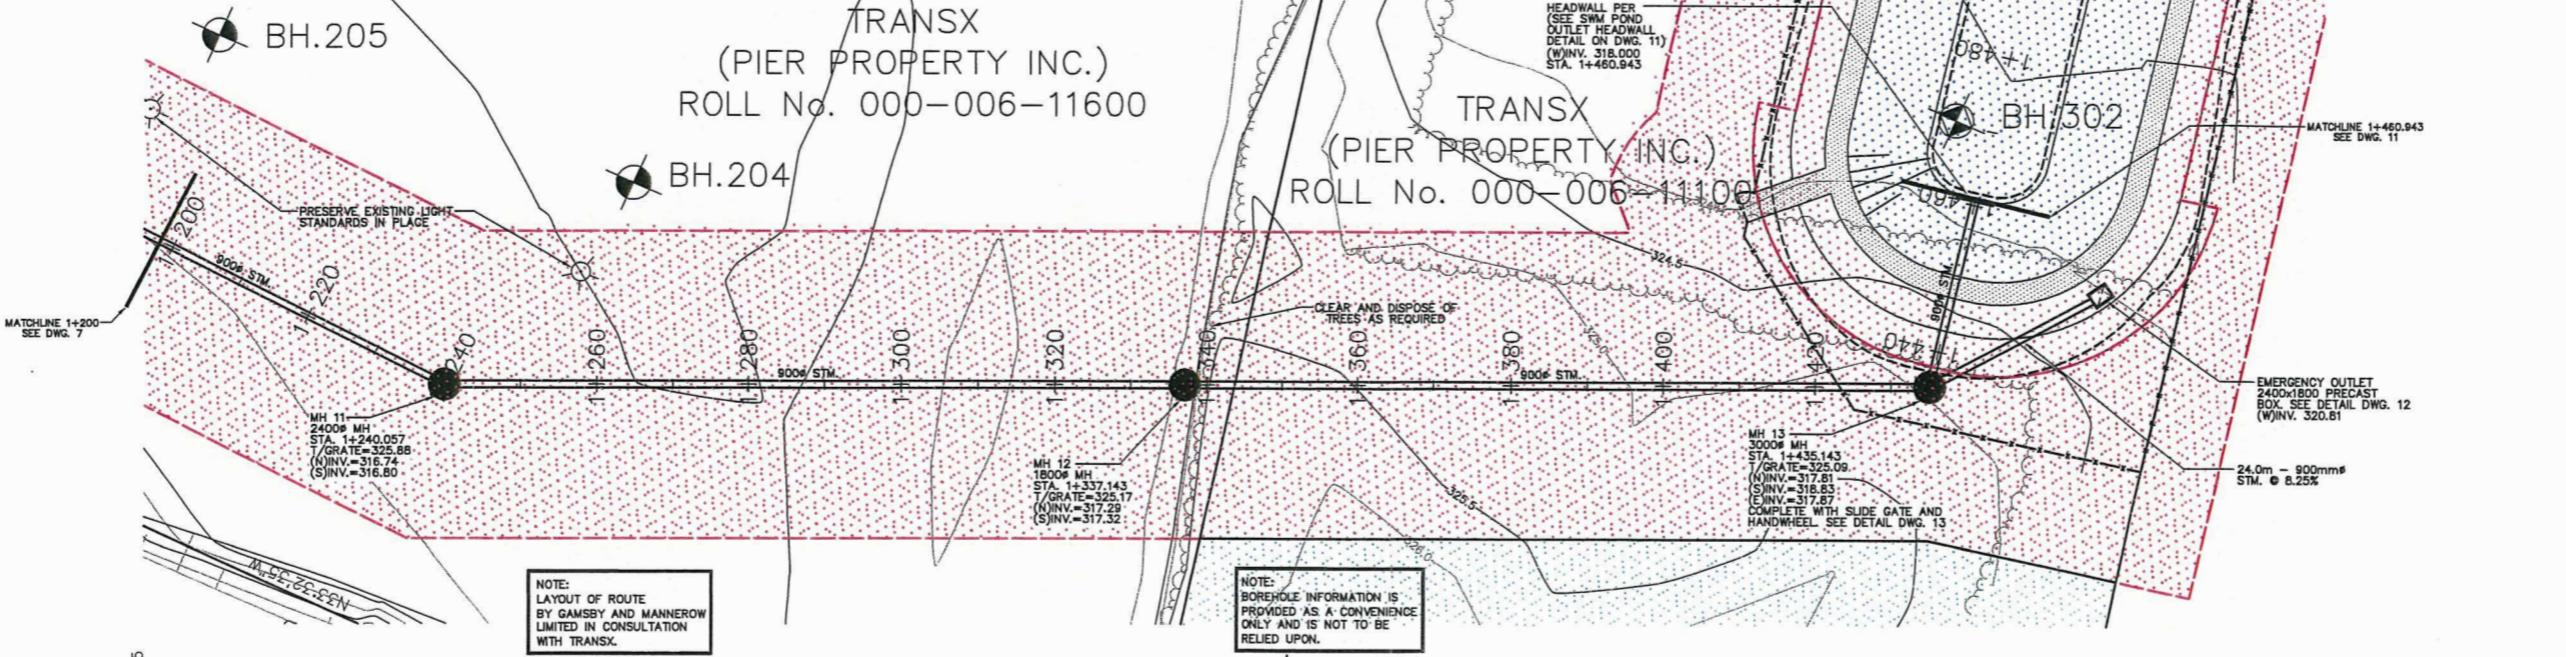 BH.205
TRANSX
(PIER PROPERTY INC.)
ROLL No. 000-006-11600
HEADWALL PER
(SEE SWM POND
OUTLET HEADWALL
DETAIL ON DWG. 11)
(W)INV. 318.000
STA. 1+460.943
1+480
BH.302
TRANSX
(PIER PROPERTY INC.)
ROLL No. 000-006-11100
MATCHLINE 1+460.943
SEE DWG. 11
BH.204
PRESERVE EXISTING LIGHT
STANDARDS IN PLACE
1+200
900ø STM.
1+220
MATCHLINE 1+200
SEE DWG. 7
1+460
324.5
CLEAR AND DISPOSE OF
TREES AS REQUIRED
325.0
900ø STM.
1+240
1+260
1+280
1+300
1+320
1+340
1+360
1+380
1+400
1+420
1+440
900ø STM.
900ø STM.
EMERGENCY OUTLET
2400x1800 PRECAST
BOX. SEE DETAIL DWG. 12
(W)INV. 320.81
MH 11
2400ø MH
STA. 1+240.057
T/GRATE=325.88
(N)INV.=316.74
(S)INV.=316.80
MH 12
1800ø MH
STA. 1+337.143
T/GRATE=325.17
(N)INV.=317.29
(S)INV.=317.32
MH 13
3000ø MH
STA. 1+435.143
T/GRATE=325.09
(N)INV.=317.81
(S)INV.=318.83
(E)INV.=317.87
COMPLETE WITH SLIDE GATE AND
HANDWHEEL. SEE DETAIL DWG. 13
24.0m - 900mmø
STM. @ 8.25%
325.5
326.0
N33°32'35"W
NOTE:
LAYOUT OF ROUTE
BY GAMSBY AND MANNEROW
LIMITED IN CONSULTATION
WITH TRANSX.
NOTE:
BOREHOLE INFORMATION IS
PROVIDED AS A CONVENIENCE
ONLY AND IS NOT TO BE
RELIED UPON.